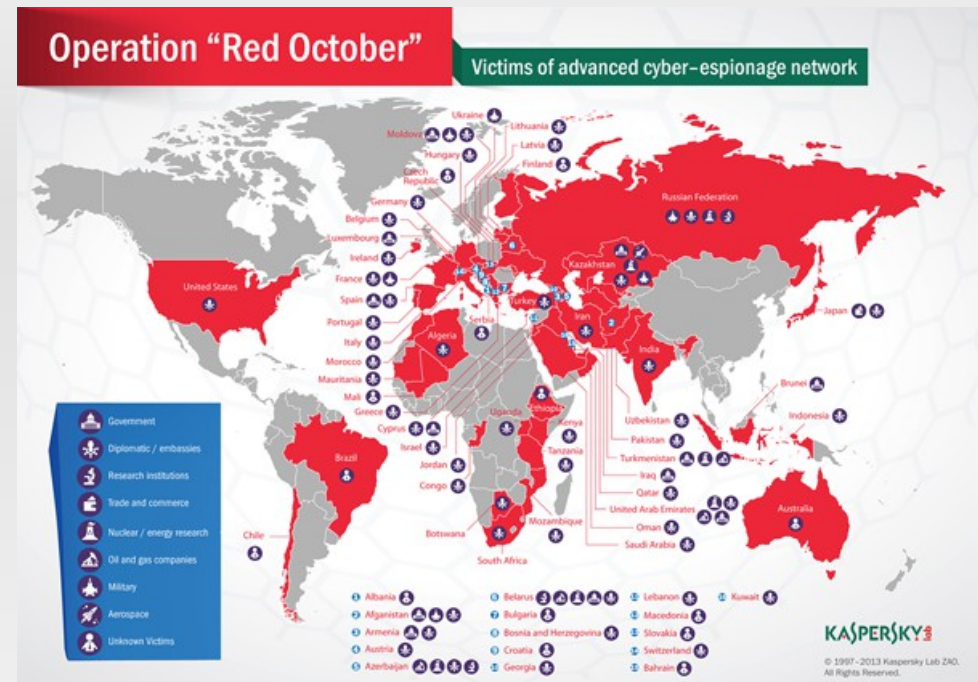 Operation “Red October”
Victims of advanced cyber-espionage network
Ukraine
Moldova
Hungary
Czech
Republic
Germany
Belgium
Luxembourg
Ireland
France
Spain
Portugal
Italy
Morocco
Mauritania
Mali
Greece
Cyprus
Israel
Jordan
Congo
Botswana
Lithuania
Latvia
Finland
Russian Federation
6
Kazakhstan
United States
Turkey
Serbia
Iran
2
Algeria
India
Japan
Uganda
Ethiopia
Kenya
Tanzania
Mozambique
South Africa
Uzbekistan
Pakistan
Turkmenistan
Iraq
Qatar
United Arab Emirates
Oman
Saudi Arabia
Brunei
Indonesia
Australia
Brazil
Chile
Government
Diplomatic / embassies
Research institutions
Trade and commerce
Nuclear / energy research
Oil and gas companies
Military
Aerospace
Unknown Victims
1 Albania
2 Afganistan
3 Armenia
4 Austria
5 Azerbaijan
6 Belarus
7 Bulgaria
8 Bosnia and Herzegovina
9 Croatia
10 Georgia
11 Lebanon
12 Macedonia
13 Slovakia
14 Switzerland
15 Bahrain
16 Kuwait
KASPERSKY lab
© 1997-2013 Kaspersky Lab ZAO.
All Rights Reserved.